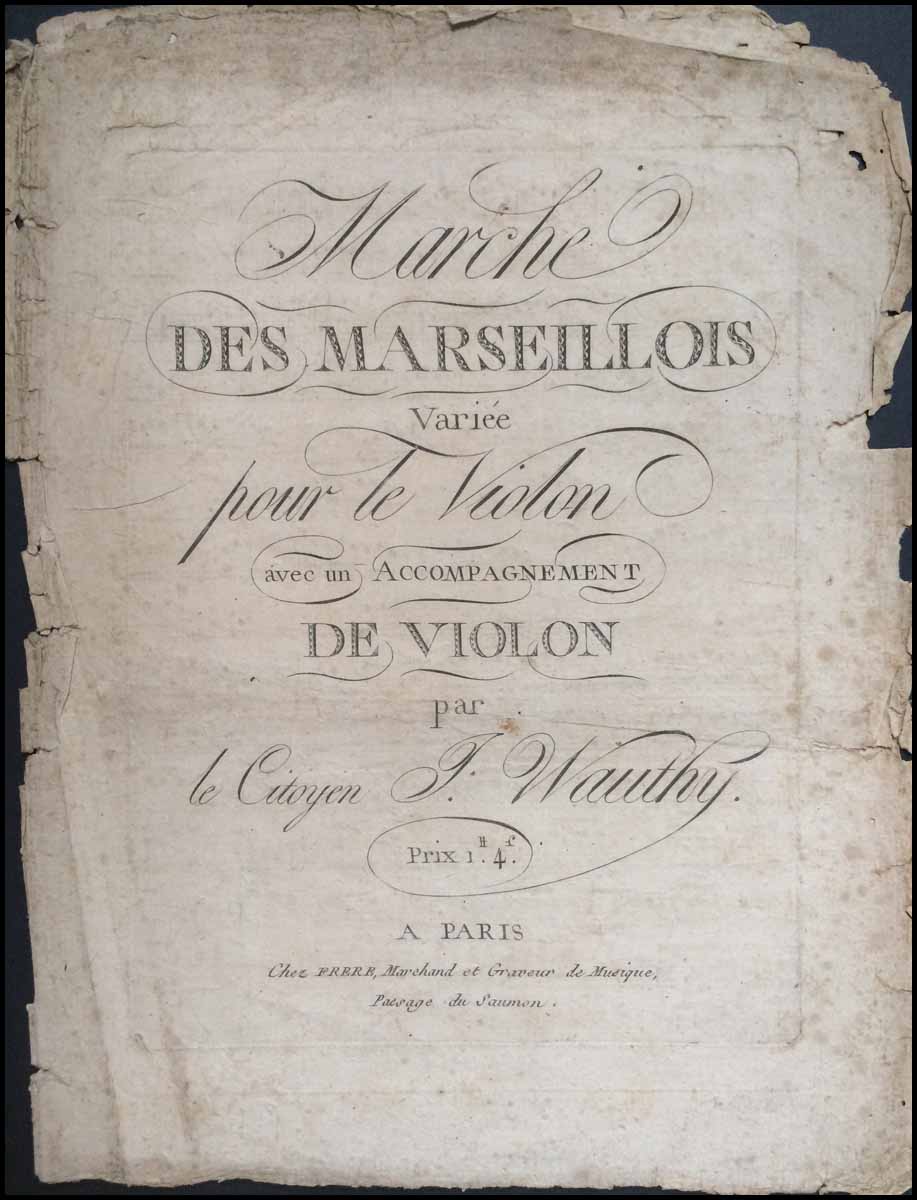 Marche
DES MARSEILLOIS
Variée
pour le Violon
avec un ACCOMPAGNEMENT
DE VIOLON
par
le Citoyen J. Wauthy.
Prix 1.ᵗᵗ 4.ˢ
A PARIS
Chez FRERE, Marchand et Graveur de Musique,
Passage du Saumon.